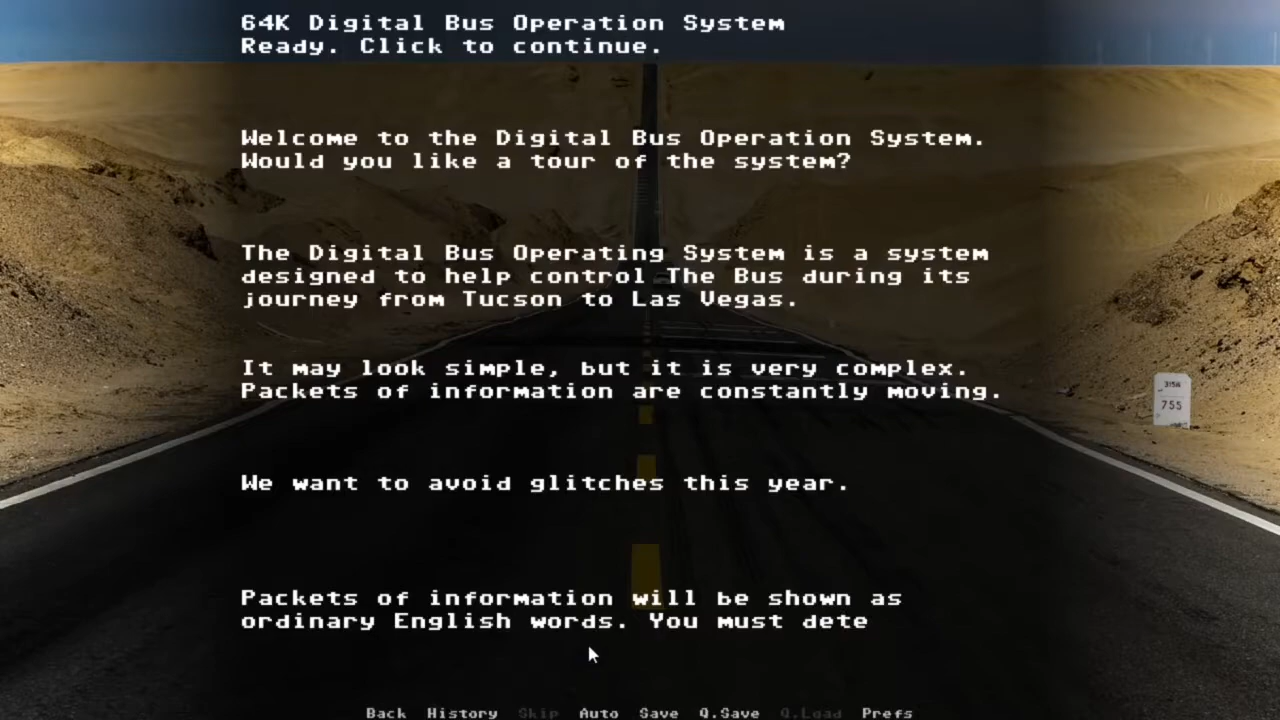 64K Digital Bus Operation System
Ready. Click to continue.
Welcome to the Digital Bus Operation System.
Would you like a tour of the system?
The Digital Bus Operating System is a system
designed to help control The Bus during its
journey from Tucson to Las Vegas.
It may look simple, but it is very complex.
Packets of information are constantly moving.
315A
755
We want to avoid glitches this year.
Packets of information will be shown as
ordinary English words. You must dete
Back History Skip Auto Save Q.Save Q.Load Prefs